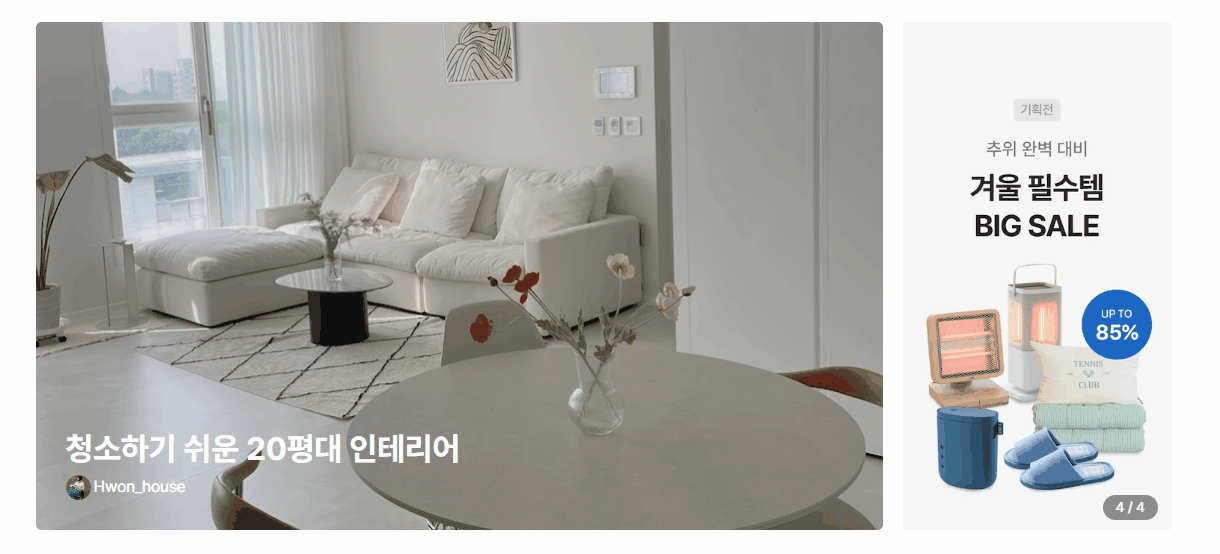 청소하기 쉬운 20평대 인테리어
Hwon_house
기획전
추위 완벽 대비
겨울 필수템
BIG SALE
UP TO
85%
TENNIS
CLUB
4 / 4